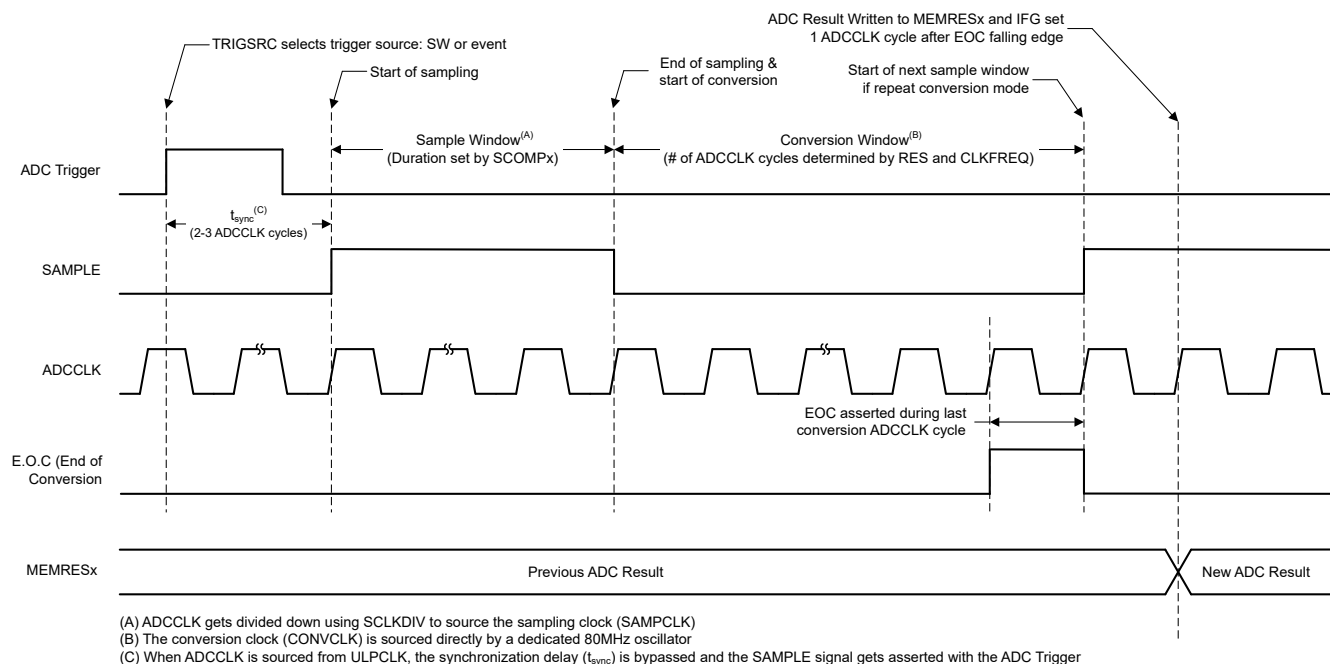 ADC Result Written to MEMRESx and IFG set
1 ADCCLK cycle after EOC falling edge
TRIGSRC selects trigger source: SW or event
Start of sampling
End of sampling &
start of conversion
Start of next sample window
if repeat conversion mode
Sample Window(A)
(Duration set by SCOMPx)
Conversion Window(B)
(# of ADCCLK cycles determined by RES and CLKFREQ)
ADC Trigger
tsync(C)
(2-3 ADCCLK cycles)
SAMPLE
ADCCLK
EOC asserted during last
conversion ADCCLK cycle
E.O.C (End of
Conversion
MEMRESx
Previous ADC Result
New ADC Result
(A) ADCCLK gets divided down using SCLKDIV to source the sampling clock (SAMPCLK)
(B) The conversion clock (CONVCLK) is sourced directly by a dedicated 80MHz oscillator
(C) When ADCCLK is sourced from ULPCLK, the synchronization delay (tsync) is bypassed and the SAMPLE signal gets asserted with the ADC Trigger